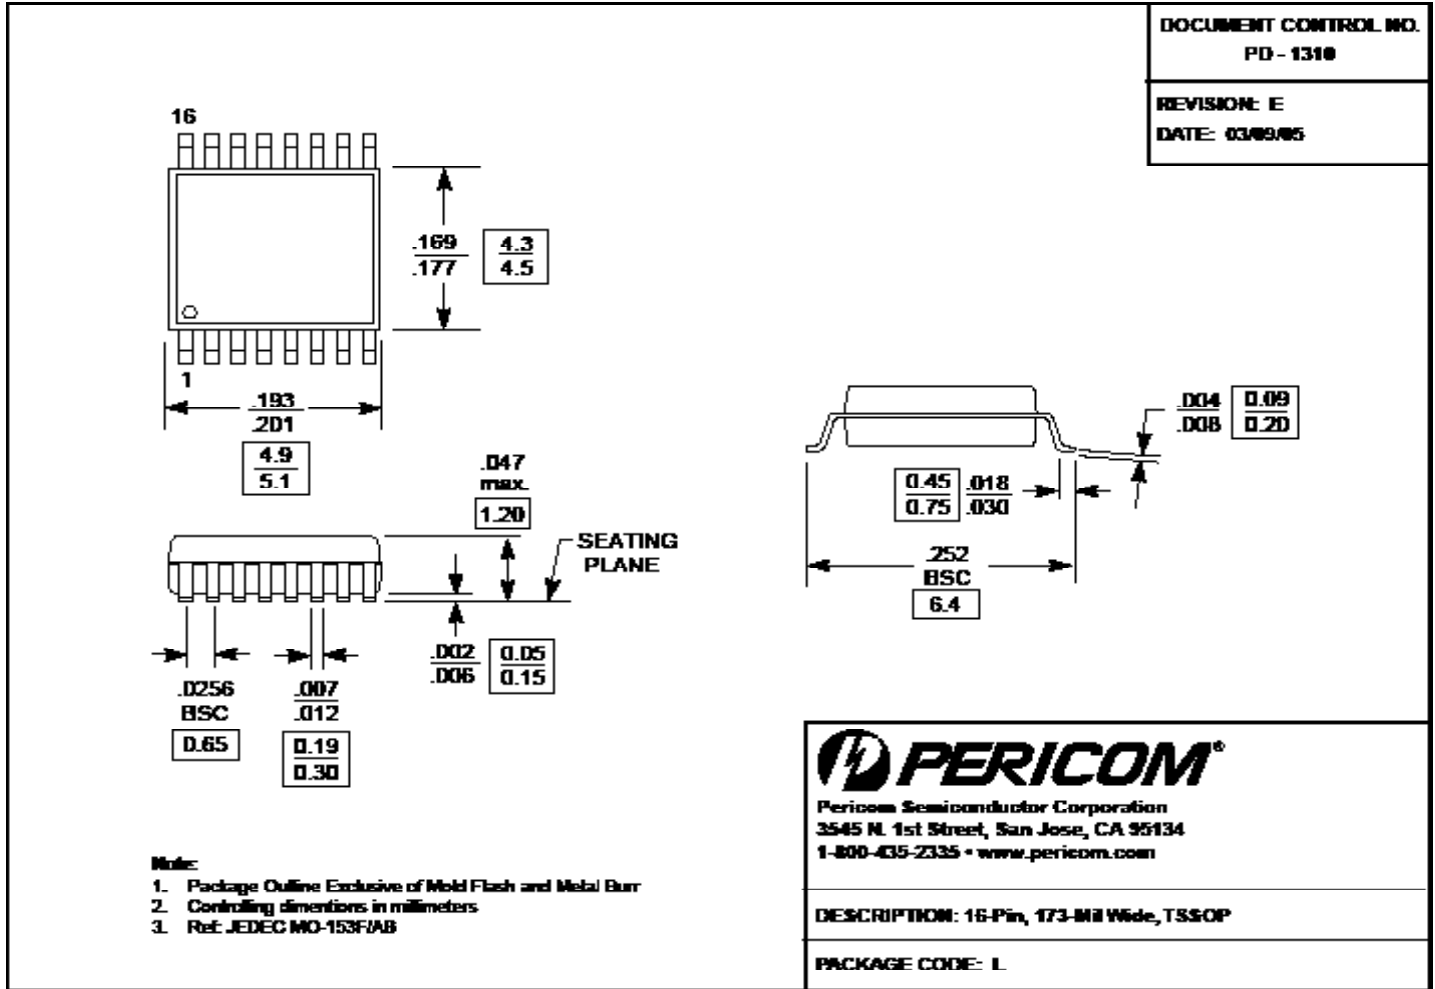 DOCUMENT CONTROL NO.
PD - 1310
REVISION: E
DATE: 03/09/05
16
.169
.177
4.3
4.5
1
.193
.201
4.9
5.1
.047
max.
1.20
SEATING
PLANE
.002
.006
0.05
0.15
.0256
BSC
0.65
.007
.012
0.19
0.30
.004
.008
0.09
0.20
0.45
0.75
.018
.030
.252
BSC
6.4
PERICOM®
Pericom Semiconductor Corporation
3545 N. 1st Street, San Jose, CA 95134
1-800-435-2335 • www.pericom.com
Note:
1. Package Outline Exclusive of Mold Flash and Metal Burr
2. Controlling dimentions in millimeters
3. Ref: JEDEC MO-153F/AB
DESCRIPTION: 16-Pin, 173-Mil Wide, TSSOP
PACKAGE CODE: L